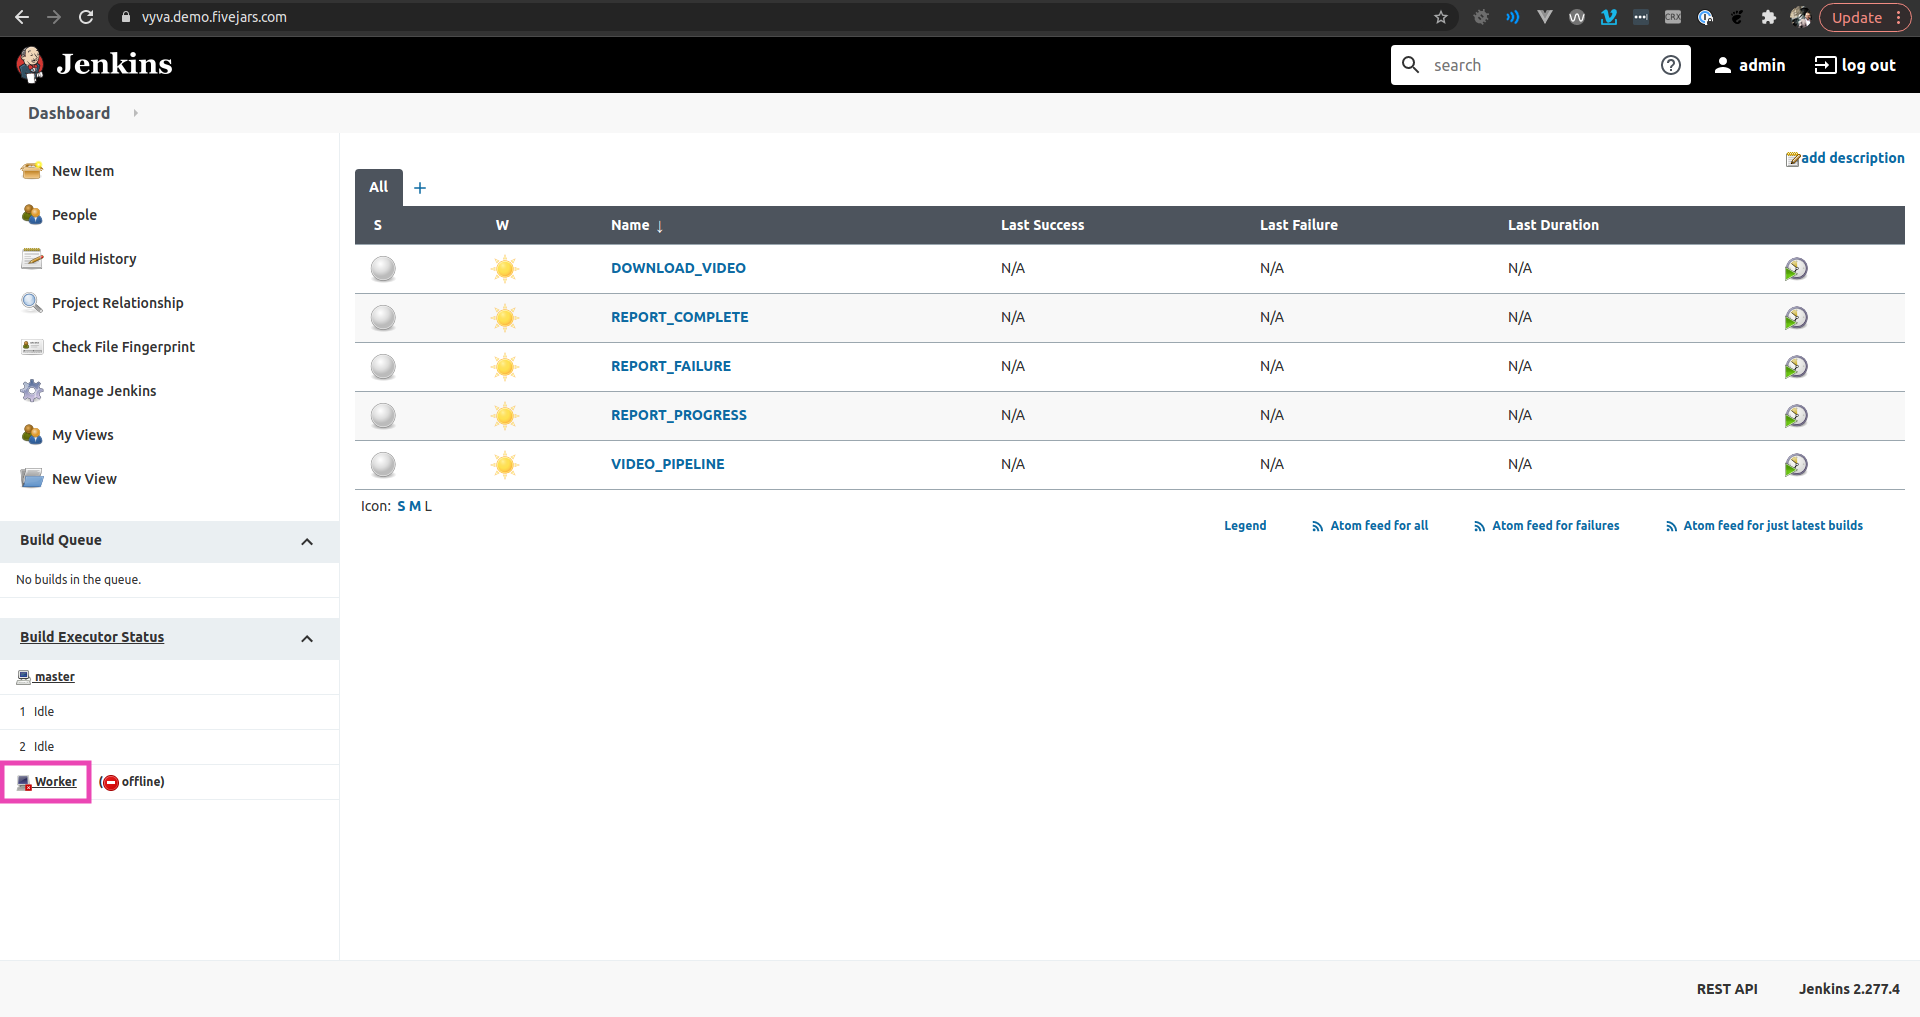 vyva.demo.fivejars.com
CRX
Update
Jenkins
search
admin
log out
Dashboard
New Item
People
Build History
Project Relationship
Check File Fingerprint
Manage Jenkins
My Views
New View
Build Queue
No builds in the queue.
Build Executor Status
master
1 Idle
2 Idle
Worker (offline)
add description
All +
S W Name ↓ Last Success Last Failure Last Duration
DOWNLOAD_VIDEO N/A N/A N/A
REPORT_COMPLETE N/A N/A N/A
REPORT_FAILURE N/A N/A N/A
REPORT_PROGRESS N/A N/A N/A
VIDEO_PIPELINE N/A N/A N/A
Icon: S M L
Legend Atom feed for all Atom feed for failures Atom feed for just latest builds
REST API Jenkins 2.277.4